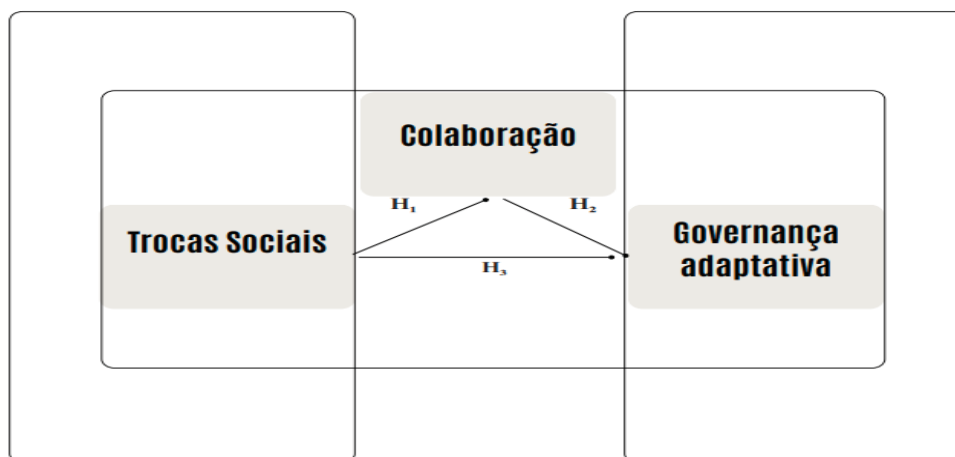 Colaboração
H₁
H₂
Trocas Sociais
Governança
adaptativa
H₃